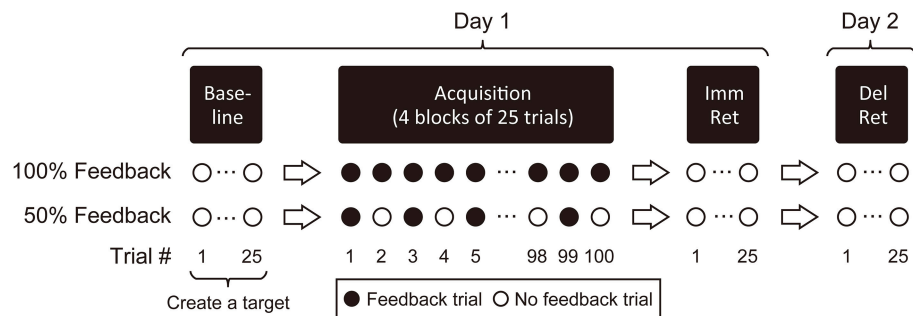 Day 1
Day 2
Base-
line
Acquisition
(4 blocks of 25 trials)
Imm
Ret
Del
Ret
100% Feedback
···
···
···
···
50% Feedback
···
···
···
···
Trial #
1
25
1
2
3
4
5
98
99
100
1
25
1
25
Create a target
Feedback trial
No feedback trial